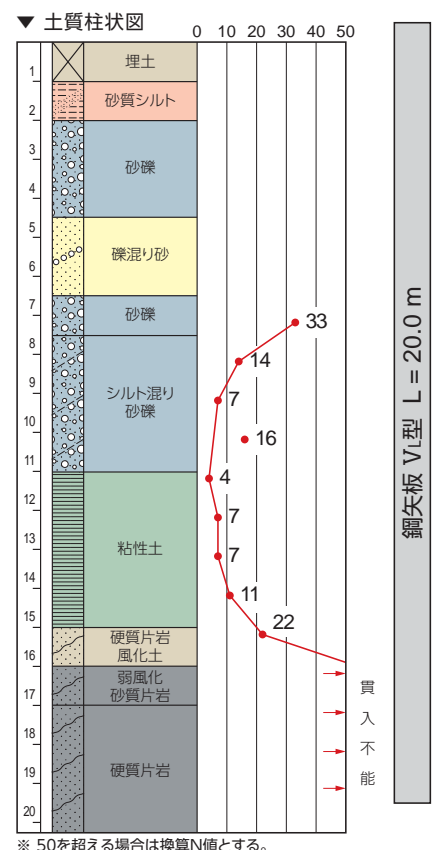 ▼ 土質柱状図
0 10 20 30 40 50
1
埋土
2
砂質シルト
3
砂礫
4
5
礫混り砂
6
7
砂礫
33
8
14
9
シルト混り
砂礫
7
10
16
11
4
12
7
13
粘性土
7
14
11
15
22
硬質片岩
風化土
16
弱風化
砂質片岩
17
18
硬質片岩
19
20
貫入不能
鋼矢板 VL型 L = 20.0 m
※ 50を超える場合は換算N値とする。